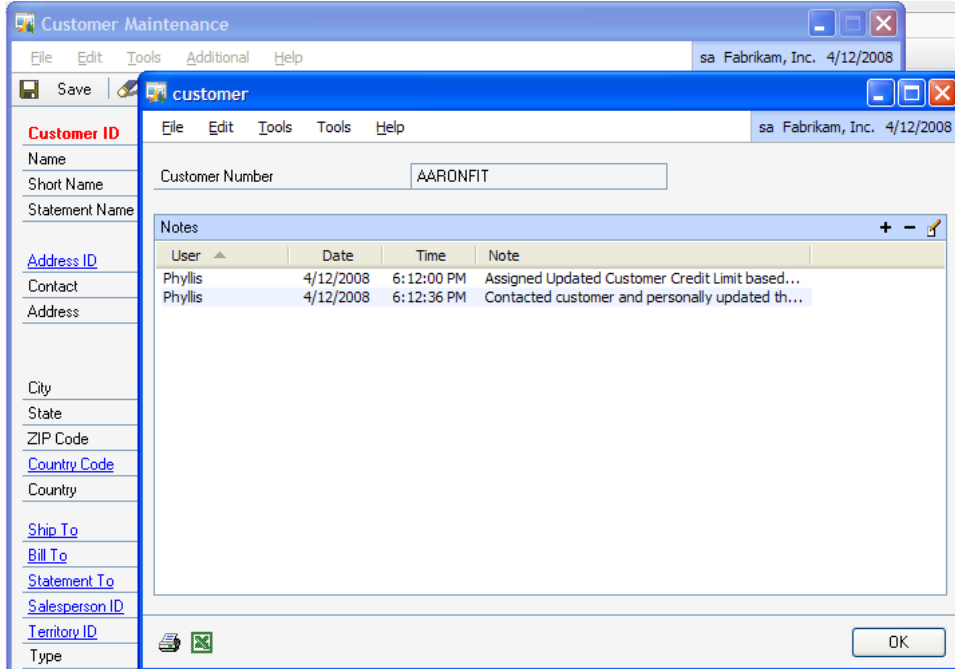 Customer Maintenance
File Edit Tools Additional Help sa Fabrikam, Inc. 4/12/2008
Save
customer
File Edit Tools Tools Help sa Fabrikam, Inc. 4/12/2008
Customer ID
Name
Short Name
Statement Name
Address ID
Contact
Address
City
State
ZIP Code
Country Code
Country
Ship To
Bill To
Statement To
Salesperson ID
Territory ID
Type
Customer Number AARONFIT
Notes
User Date Time Note
Phyllis 4/12/2008 6:12:00 PM Assigned Updated Customer Credit Limit based...
Phyllis 4/12/2008 6:12:36 PM Contacted customer and personally updated th...
OK